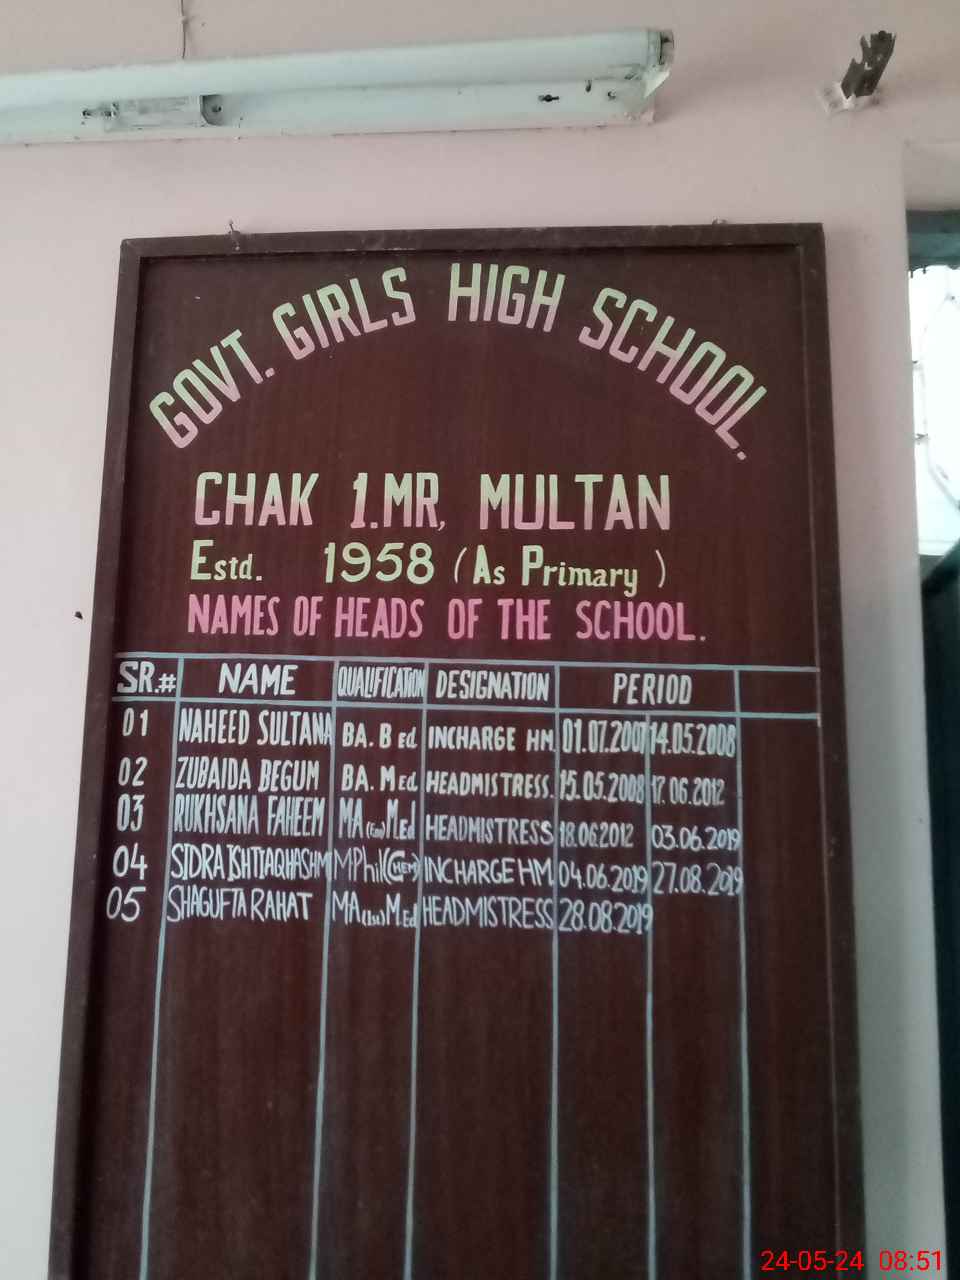 GOVT. GIRLS HIGH SCHOOL.
CHAK 1.MR, MULTAN
Estd. 1958 (As Primary )
NAMES OF HEADS OF THE SCHOOL.
SR.# NAME QUALIFICATION DESIGNATION PERIOD
01 NAHEED SULTANA BA. B ed INCHARGE HM. 01.07.2007 14.05.2008
02 ZUBAIDA BEGUM BA. M ed. HEADMISTRESS. 15.05.2008 17.06.2012
03 RUKHSANA FAHEEM MA M.Ed HEADMISTRESS 18.06.2012 03.06.2019
04 SIDRA ISHTIAQ HASHMI MPhil(CHEM) INCHARGE HM. 04.06.2019 27.08.2019
05 SHAGUFTA RAHAT MA M.Ed HEADMISTRESS 28.08.2019
24-05-24 08:51